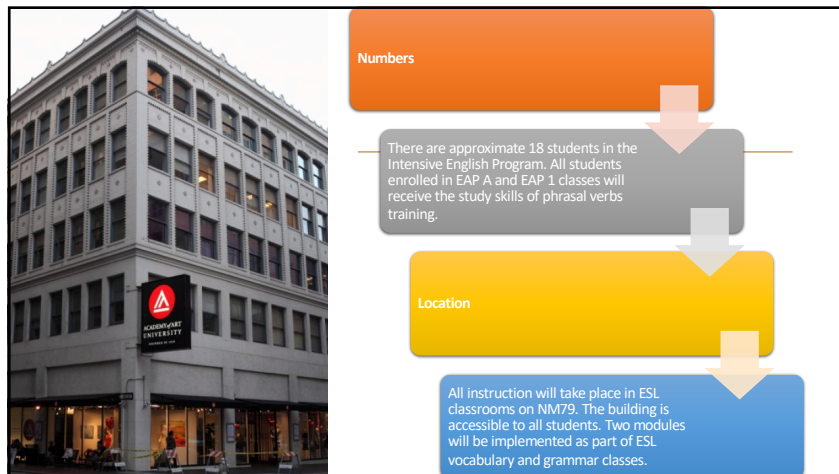 Numbers
There are approximate 18 students in the
Intensive English Program. All students
enrolled in EAP A and EAP 1 classes will
receive the study skills of phrasal verbs
training.
Location
All instruction will take place in ESL
classrooms on NM79. The building is
accessible to all students. Two modules
will be implemented as part of ESL
vocabulary and grammar classes.
ACADEMY of ART
UNIVERSITY